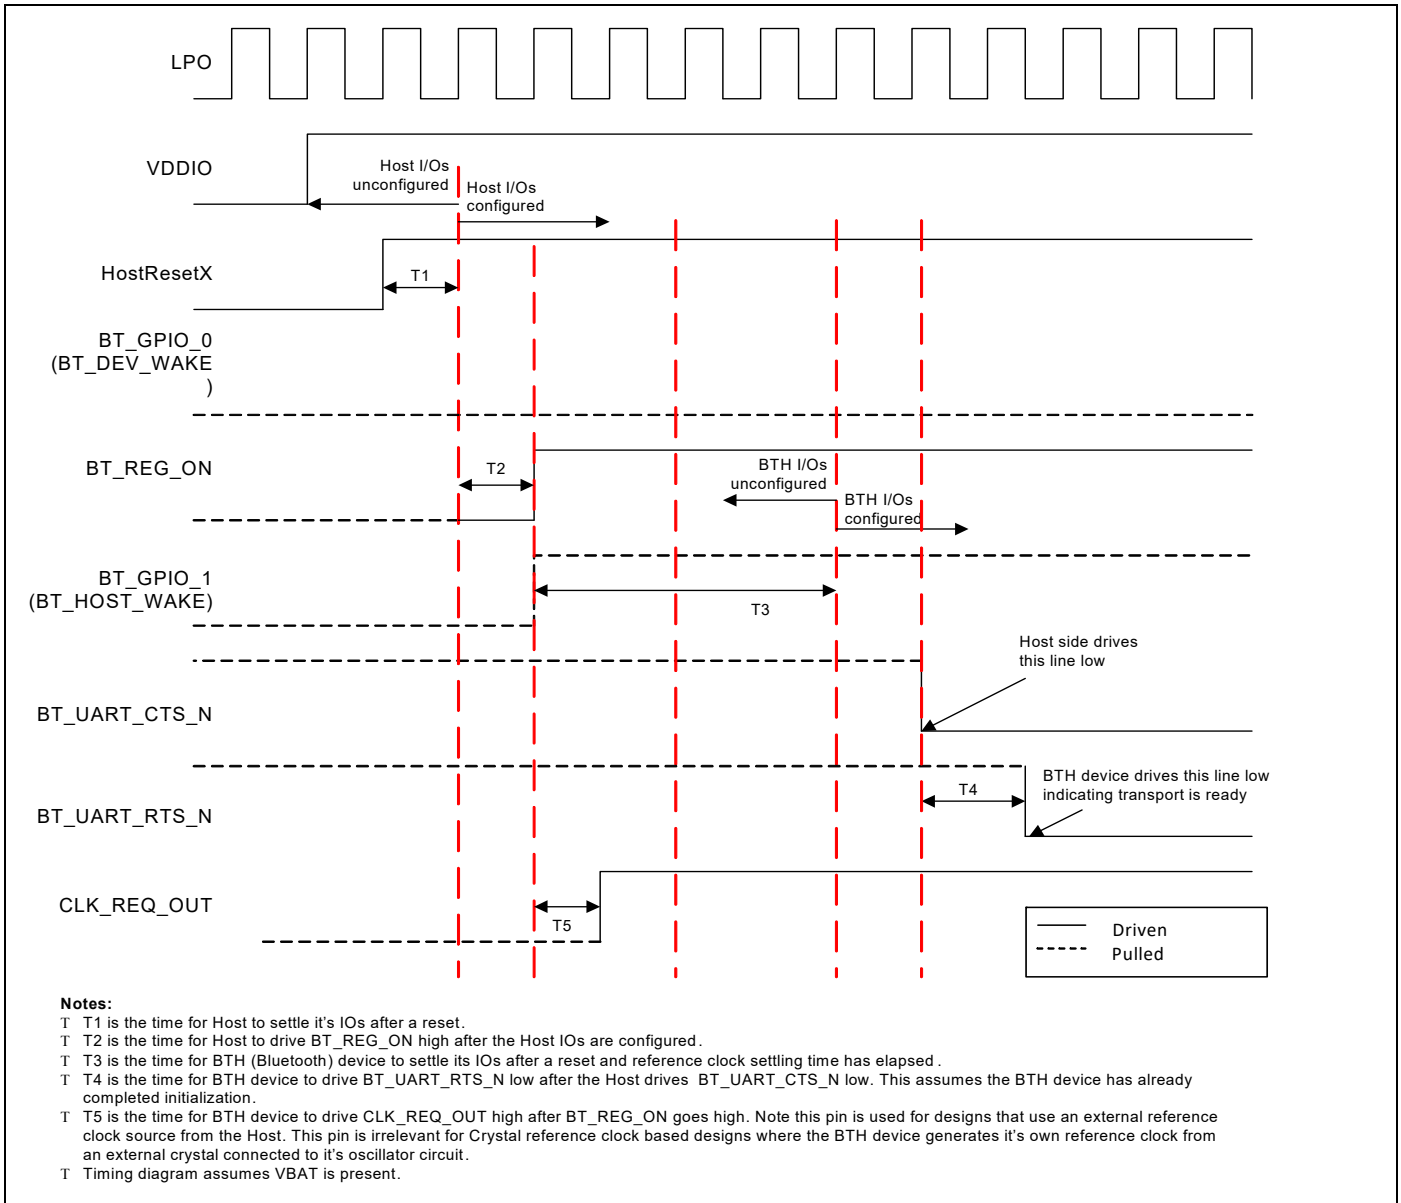 LPO
VDDIO
Host I/Os
unconfigured
Host I/Os
configured
HostResetX
T1
BT_GPIO_0
(BT_DEV_WAKE
)
BT_REG_ON
T2
BTH I/Os
unconfigured
BTH I/Os
configured
BT_GPIO_1
(BT_HOST_WAKE)
T3
Host side drives
this line low
BT_UART_CTS_N
BTH device drives this line low
indicating transport is ready
T4
BT_UART_RTS_N
CLK_REQ_OUT
T5
Driven
Pulled
Notes:
T T1 is the time for Host to settle it's IOs after a reset.
T T2 is the time for Host to drive BT_REG_ON high after the Host IOs are configured.
T T3 is the time for BTH (Bluetooth) device to settle its IOs after a reset and reference clock settling time has elapsed.
T T4 is the time for BTH device to drive BT_UART_RTS_N low after the Host drives BT_UART_CTS_N low. This assumes the BTH device has already
completed initialization.
T T5 is the time for BTH device to drive CLK_REQ_OUT high after BT_REG_ON goes high. Note this pin is used for designs that use an external reference
clock source from the Host. This pin is irrelevant for Crystal reference clock based designs where the BTH device generates it's own reference clock from
an external crystal connected to it's oscillator circuit.
T Timing diagram assumes VBAT is present.